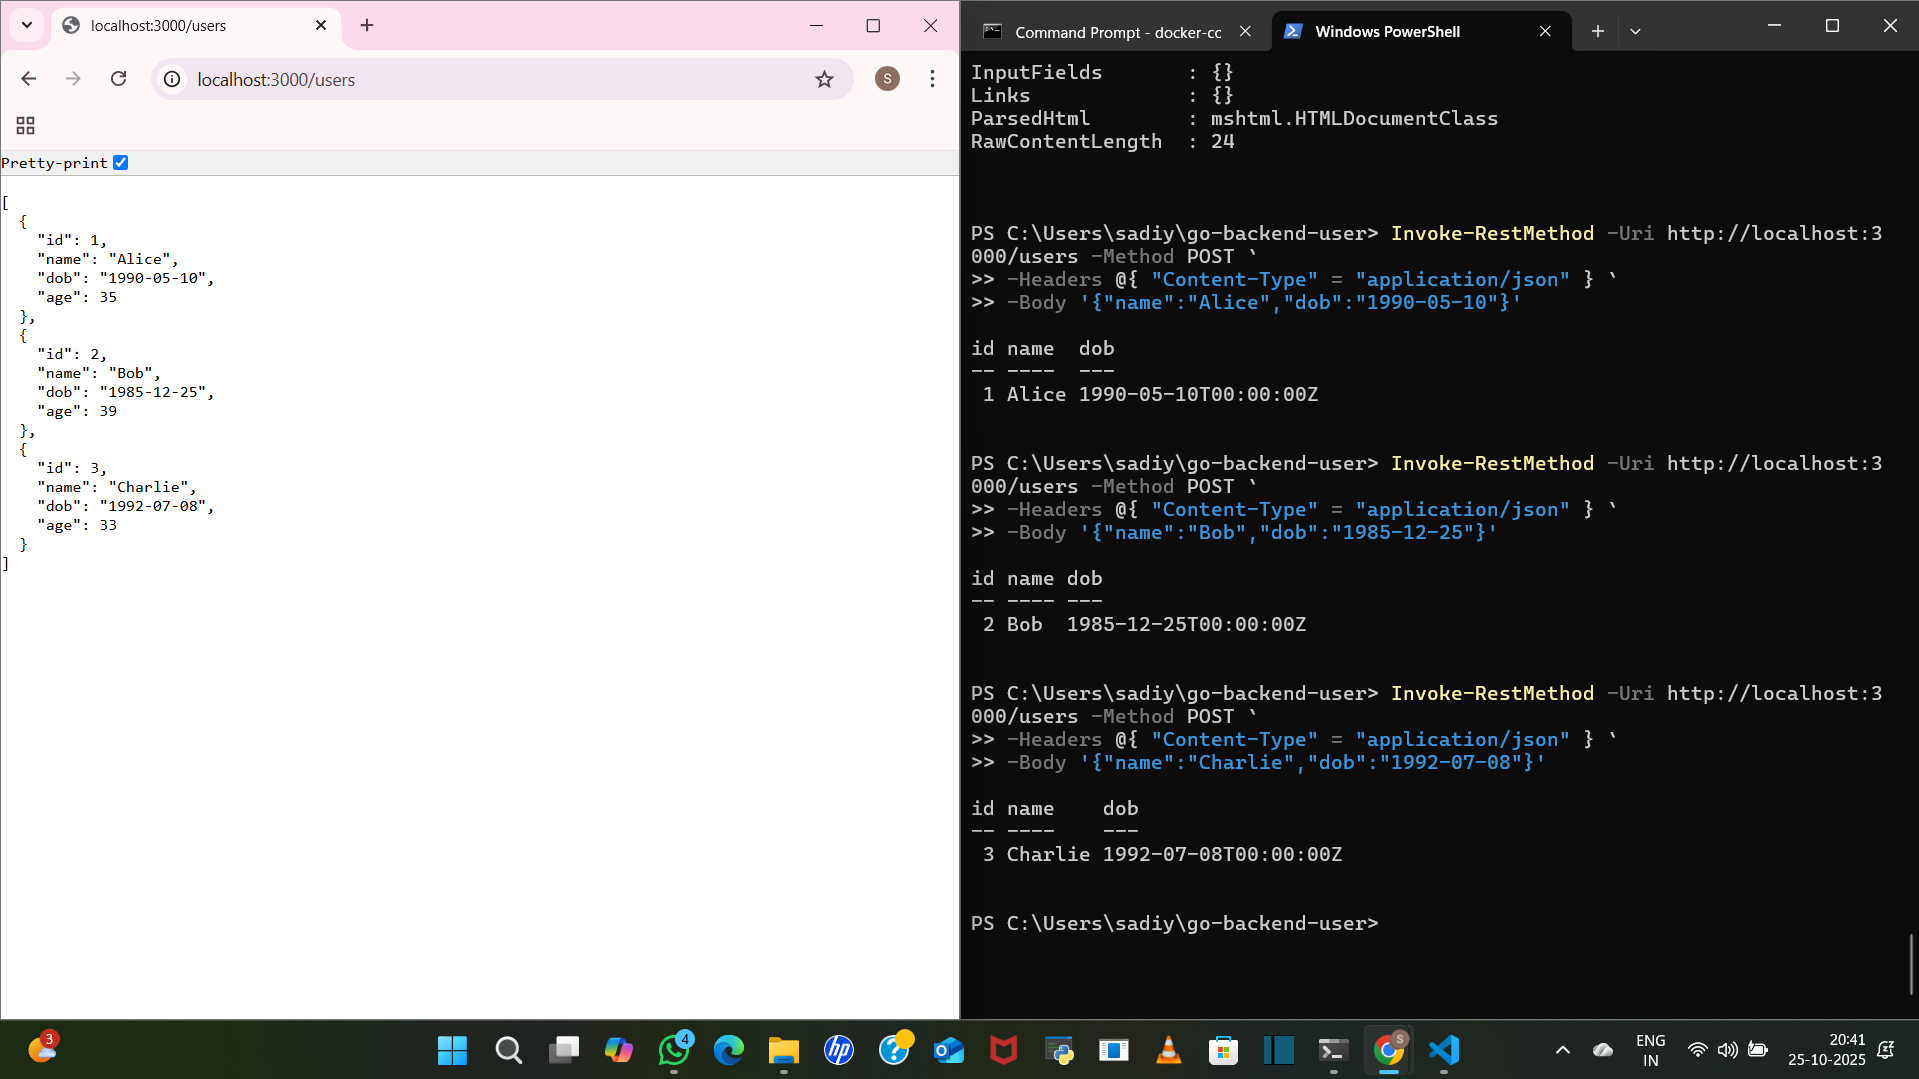 localhost:3000/users
localhost:3000/users
S
Pretty-print
[
  {
    "id": 1,
    "name": "Alice",
    "dob": "1990-05-10",
    "age": 35
  },
  {
    "id": 2,
    "name": "Bob",
    "dob": "1985-12-25",
    "age": 39
  },
  {
    "id": 3,
    "name": "Charlie",
    "dob": "1992-07-08",
    "age": 33
  }
]
Command Prompt - docker-cc
Windows PowerShell
InputFields       : {}
Links             : {}
ParsedHtml        : mshtml.HTMLDocumentClass
RawContentLength  : 24
PS C:\Users\sadiy\go-backend-user> Invoke-RestMethod -Uri http://localhost:3
000/users -Method POST `
>> -Headers @{ "Content-Type" = "application/json" } `
>> -Body '{"name":"Alice","dob":"1990-05-10"}'
id name  dob
-- ----  ---
 1 Alice 1990-05-10T00:00:00Z
PS C:\Users\sadiy\go-backend-user> Invoke-RestMethod -Uri http://localhost:3
000/users -Method POST `
>> -Headers @{ "Content-Type" = "application/json" } `
>> -Body '{"name":"Bob","dob":"1985-12-25"}'
id name dob
-- ---- ---
 2 Bob  1985-12-25T00:00:00Z
PS C:\Users\sadiy\go-backend-user> Invoke-RestMethod -Uri http://localhost:3
000/users -Method POST `
>> -Headers @{ "Content-Type" = "application/json" } `
>> -Body '{"name":"Charlie","dob":"1992-07-08"}'
id name    dob
-- ----    ---
 3 Charlie 1992-07-08T00:00:00Z
PS C:\Users\sadiy\go-backend-user>
3
4
hp
?
O
S
ENG
IN
20:41
25-10-2025